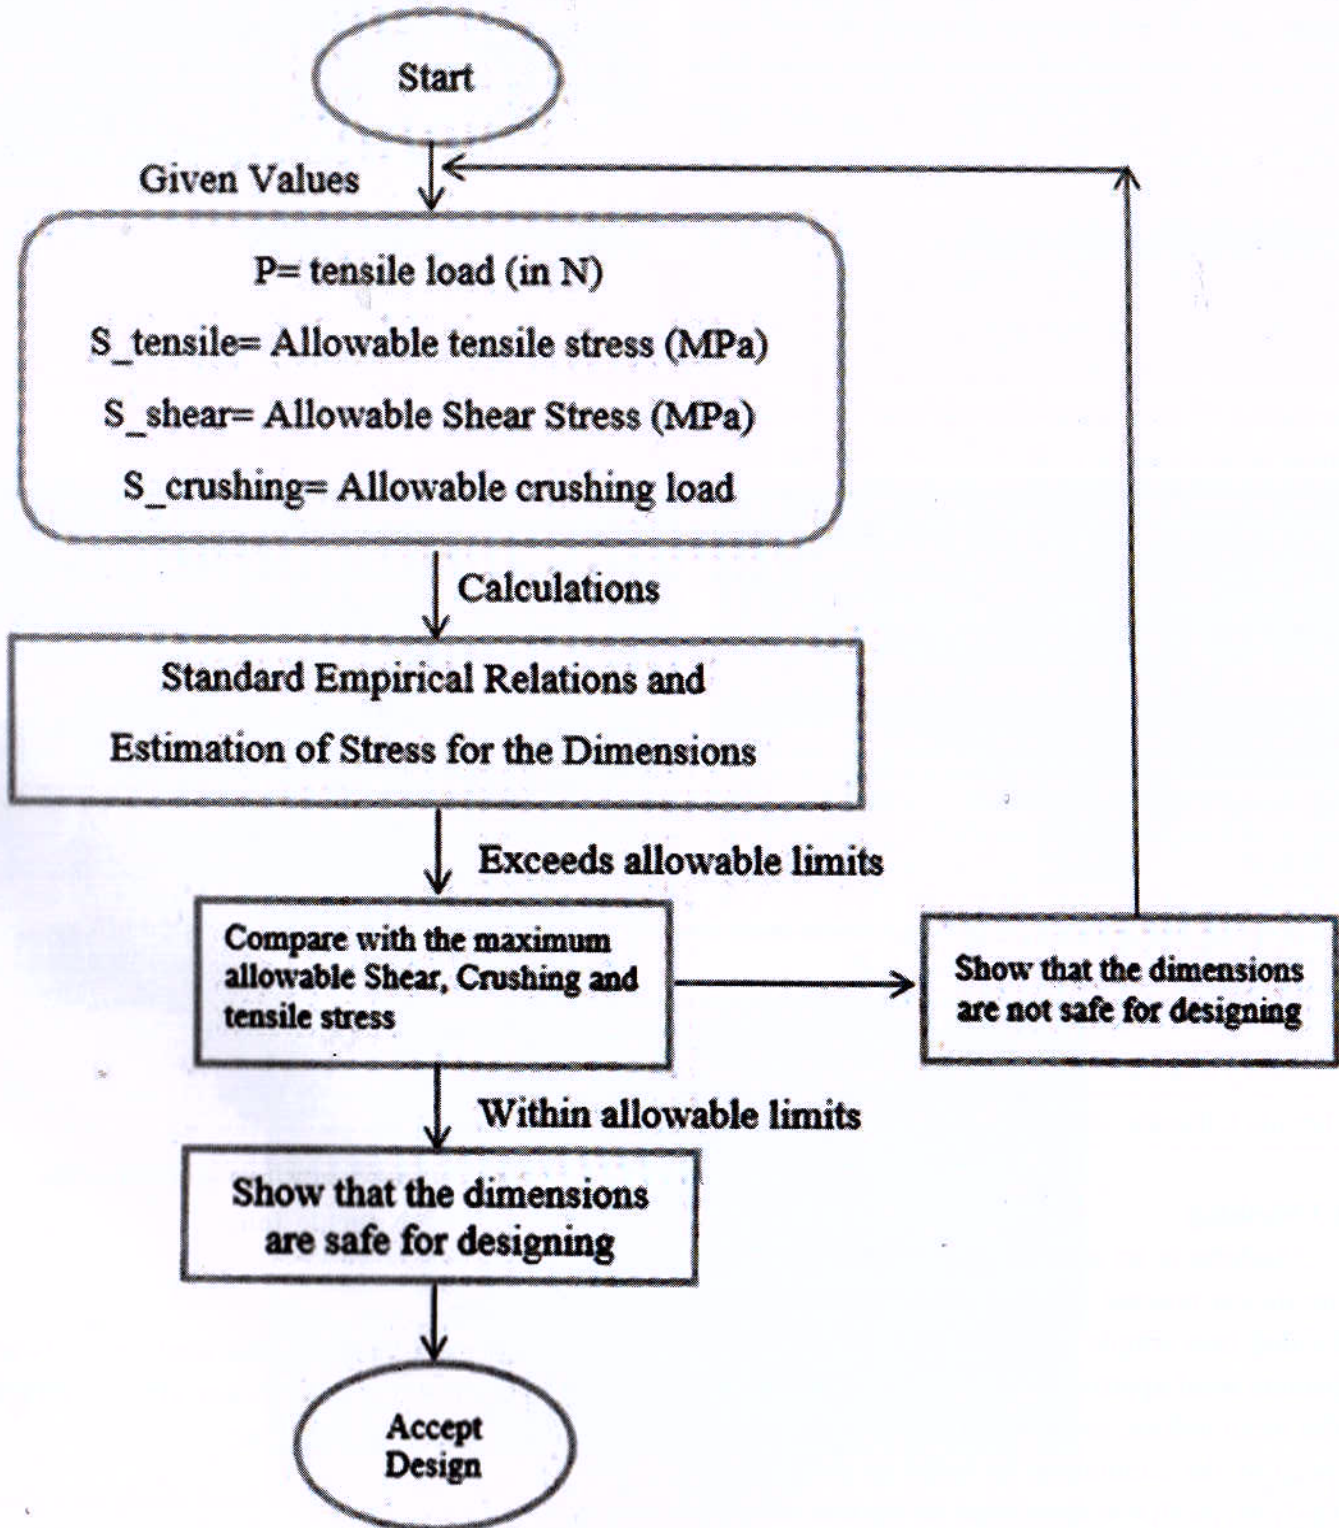 Start
Given Values
P= tensile load (in N)
S_tensile= Allowable tensile stress (MPa)
S_shear= Allowable Shear Stress (MPa)
S_crushing= Allowable crushing load
Calculations
Standard Empirical Relations and
Estimation of Stress for the Dimensions
Exceeds allowable limits
Compare with the maximum
allowable Shear, Crushing and
tensile stress
Show that the dimensions
are not safe for designing
Within allowable limits
Show that the dimensions
are safe for designing
Accept
Design